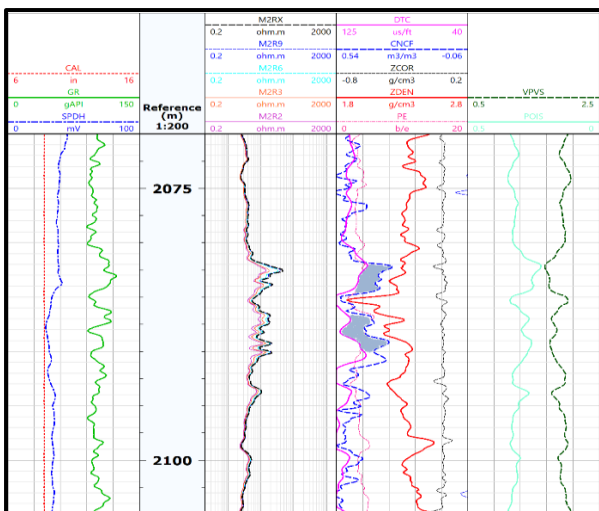 M2RX
0.2 ohm.m 2000
M2R9
0.2 ohm.m 2000
M2R6
0.2 ohm.m 2000
M2R3
0.2 ohm.m 2000
M2R2
0.2 ohm.m 2000
DTC
125 us/ft 40
CNCF
0.54 m3/m3 -0.06
ZCOR
-0.8 g/cm3 0.2
ZDEN
1.8 g/cm3 2.8
PE
0 b/e 20
CAL
6 in 16
GR
0 gAPI 150
SPDH
0 mV 100
Reference
(m)
1:200
VPVS
0.5 2.5
POIS
0.5 0
2075
2100